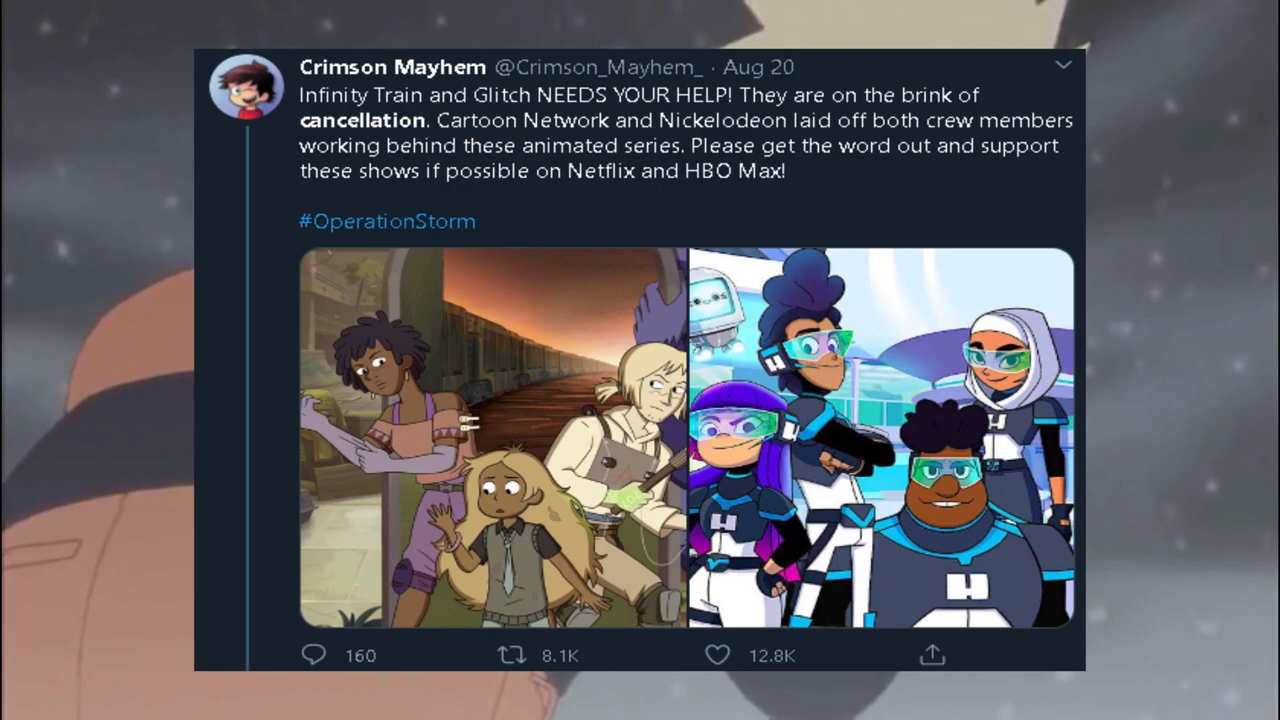 Crimson Mayhem @Crimson_Mayhem_ · Aug 20
Infinity Train and Glitch NEEDS YOUR HELP! They are on the brink of
cancellation. Cartoon Network and Nickelodeon laid off both crew members
working behind these animated series. Please get the word out and support
these shows if possible on Netflix and HBO Max!
#OperationStorm
H
H
H
160 8.1K 12.8K